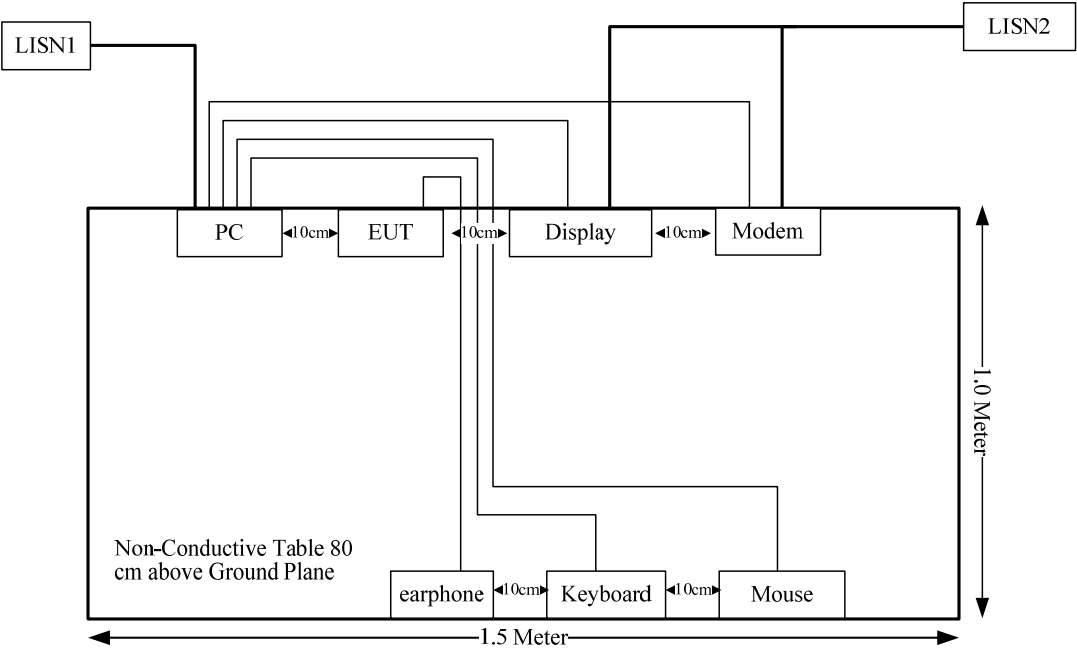 LISN1
LISN2
PC
10cm
EUT
10cm
Display
10cm
Modem
1.0 Meter
Non-Conductive Table 80
cm above Ground Plane
earphone
10cm
Keyboard
10cm
Mouse
1.5 Meter